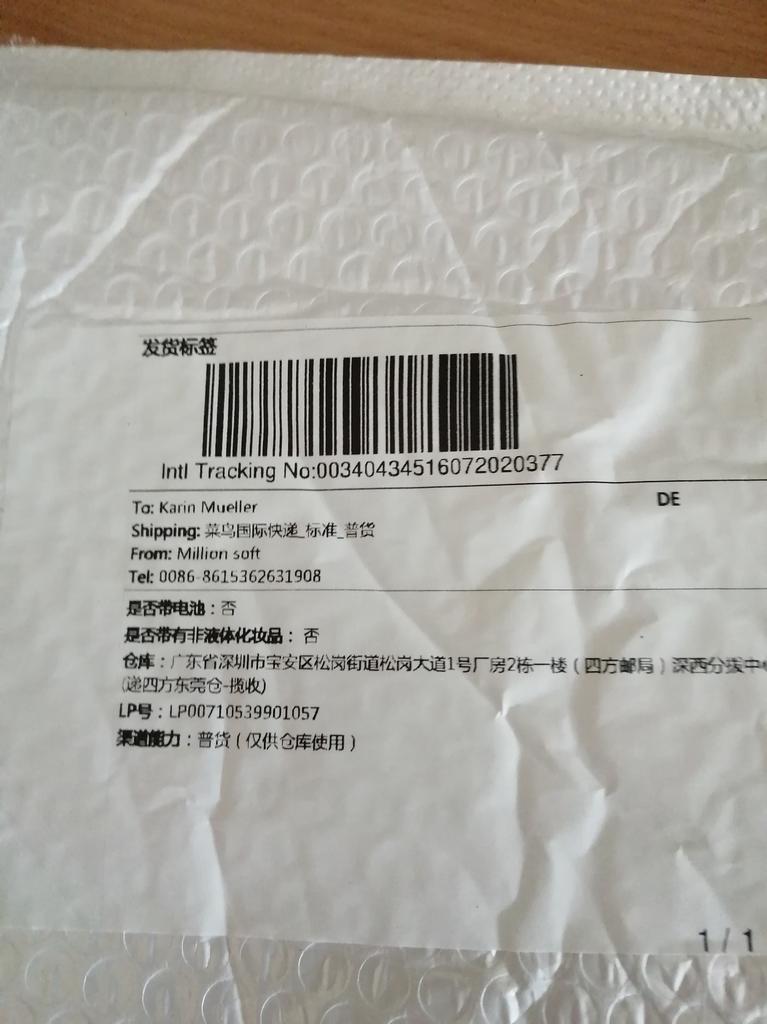 发货标签
Intl Tracking No:00340434516072020377
To: Karin Mueller
DE
Shipping: 菜鸟国际快递_标准_普货
From: Million soft
Tel: 0086-8615362631908
是否带电池：否
是否带有非液体化妆品：否
仓库：广东省深圳市宝安区松岗街道松岗大道1号厂房2栋一楼（四方邮局）深西分拨中
(递四方东莞仓-揽收)
LP号：LP00710539901057
渠道能力：普货（仅供仓库使用）
1 / 1